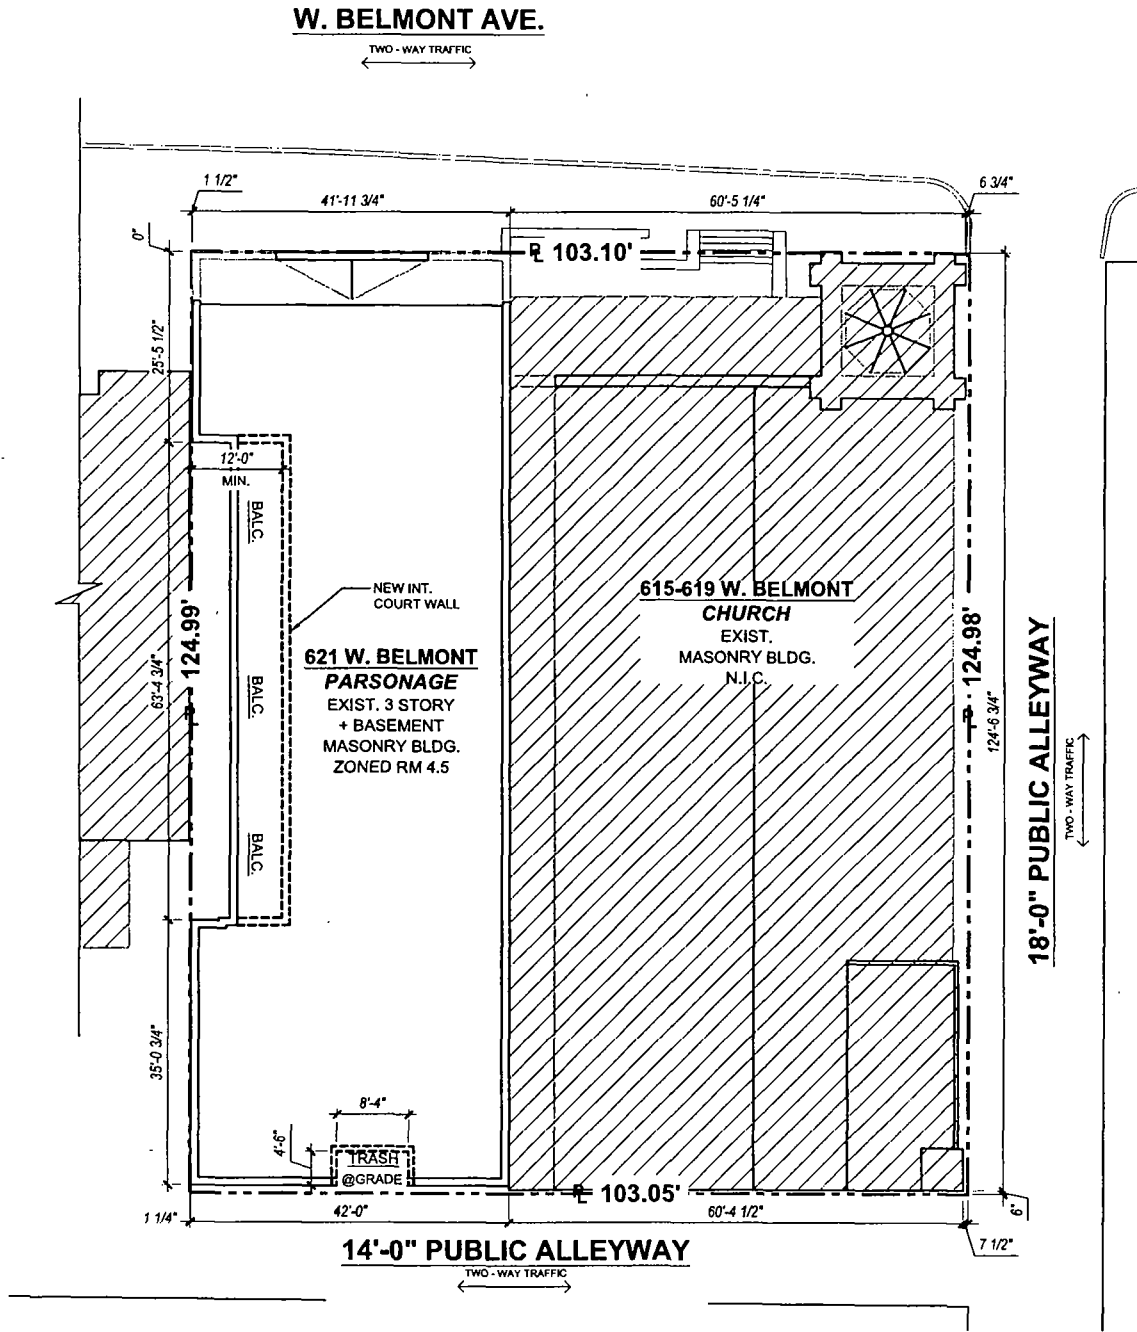 W. BELMONT AVE.
TWO - WAY TRAFFIC
1 1/2"
41'-11 3/4"
60'-5 1/4"
6 3/4"
0"
PL 103.10'
25'-5 1/2"
12'-0"
MIN.
BALC.
NEW INT.
COURT WALL
615-619 W. BELMONT
CHURCH
EXIST.
MASONRY BLDG.
N.I.C.
124.99'
PL
63'-4 3/4"
621 W. BELMONT
PARSONAGE
EXIST. 3 STORY
+ BASEMENT
MASONRY BLDG.
ZONED RM 4.5
BALC.
BALC.
124.98'
PL
124'-6 3/4"
18'-0" PUBLIC ALLEYWAY
TWO - WAY TRAFFIC
35'-0 3/4"
8'-4"
4'-6"
TRASH
@GRADE
PL 103.05'
1 1/4"
42'-0"
60'-4 1/2"
6"
7 1/2"
14'-0" PUBLIC ALLEYWAY
TWO - WAY TRAFFIC